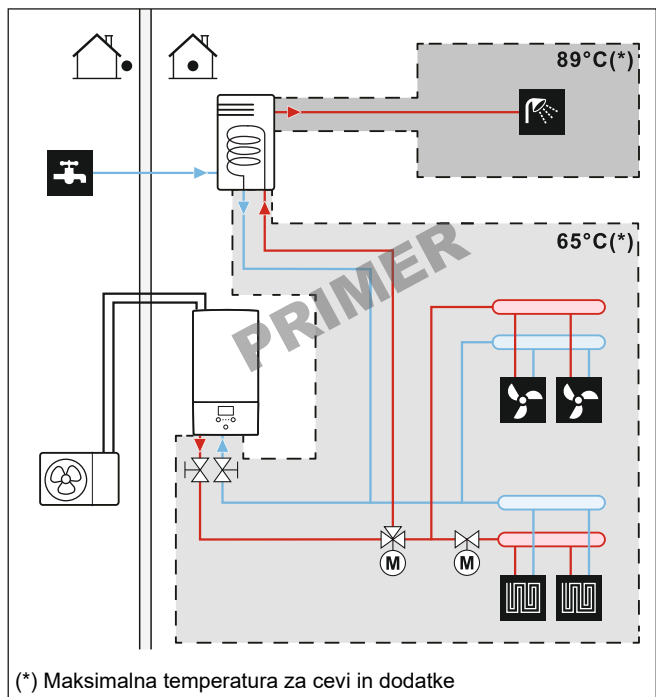 89°C(*)
65°C(*)
PRIMER
M
M
(*) Maksimalna temperatura za cevi in dodatke